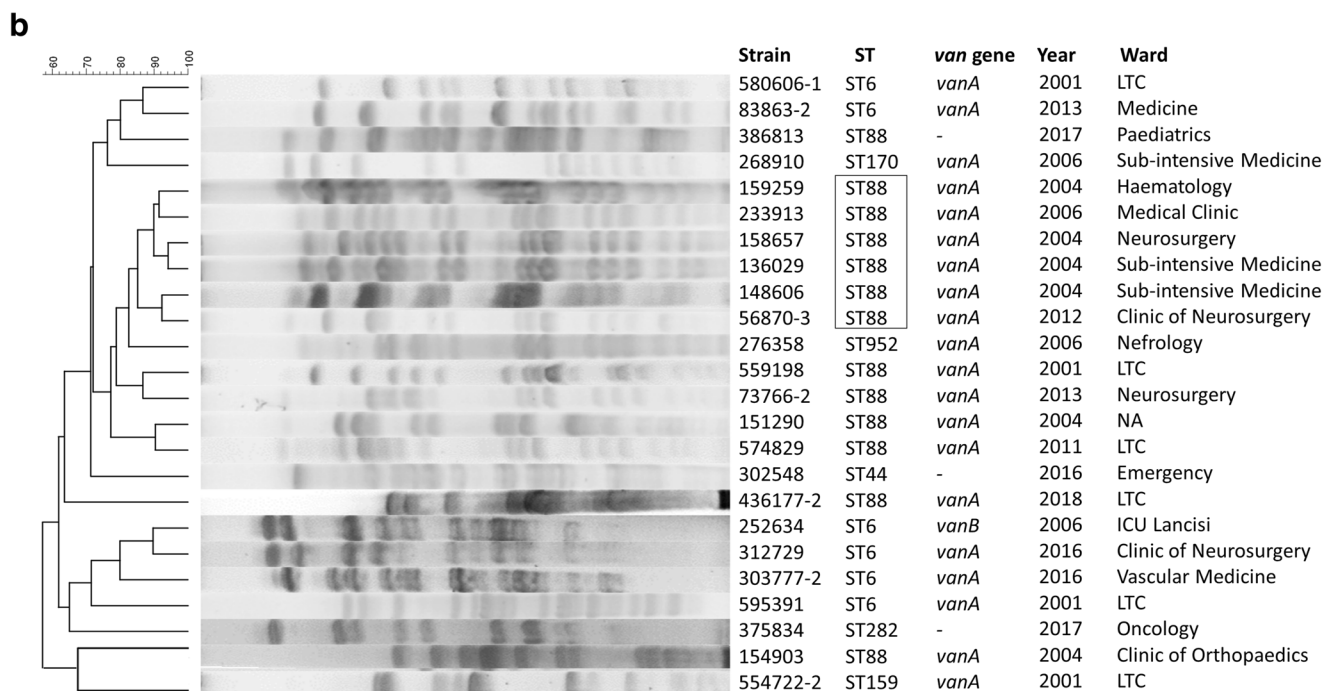 b
60 70 80 90 100
Strain ST van gene Year Ward
580606-1 ST6 vanA 2001 LTC
83863-2 ST6 vanA 2013 Medicine
386813 ST88 - 2017 Paediatrics
268910 ST170 vanA 2006 Sub-intensive Medicine
159259 ST88 vanA 2004 Haematology
233913 ST88 vanA 2006 Medical Clinic
158657 ST88 vanA 2004 Neurosurgery
136029 ST88 vanA 2004 Sub-intensive Medicine
148606 ST88 vanA 2004 Sub-intensive Medicine
56870-3 ST88 vanA 2012 Clinic of Neurosurgery
276358 ST952 vanA 2006 Nefrology
559198 ST88 vanA 2001 LTC
73766-2 ST88 vanA 2013 Neurosurgery
151290 ST88 vanA 2004 NA
574829 ST88 vanA 2011 LTC
302548 ST44 - 2016 Emergency
436177-2 ST88 vanA 2018 LTC
252634 ST6 vanB 2006 ICU Lancisi
312729 ST6 vanA 2016 Clinic of Neurosurgery
303777-2 ST6 vanA 2016 Vascular Medicine
595391 ST6 vanA 2001 LTC
375834 ST282 - 2017 Oncology
154903 ST88 vanA 2004 Clinic of Orthopaedics
554722-2 ST159 vanA 2001 LTC